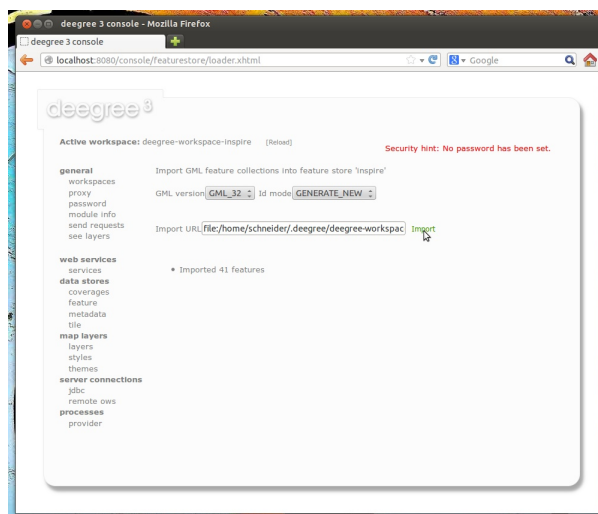 deegree 3 console - Mozilla Firefox
deegree 3 console
localhost:8080/console/featurestore/loader.xhtml
Google
deegree 3
Active workspace: deegree-workspace-inspire [Reload]
Security hint: No password has been set.
general
workspaces
proxy
password
module info
send requests
see layers
web services
services
data stores
coverages
feature
metadata
tile
map layers
layers
styles
themes
server connections
jdbc
remote ows
processes
provider
Import GML feature collections into feature store 'inspire'
GML version GML_32 Id mode GENERATE_NEW
Import URL file:/home/schneider/.deegree/deegree-workspac Import
• Imported 41 features